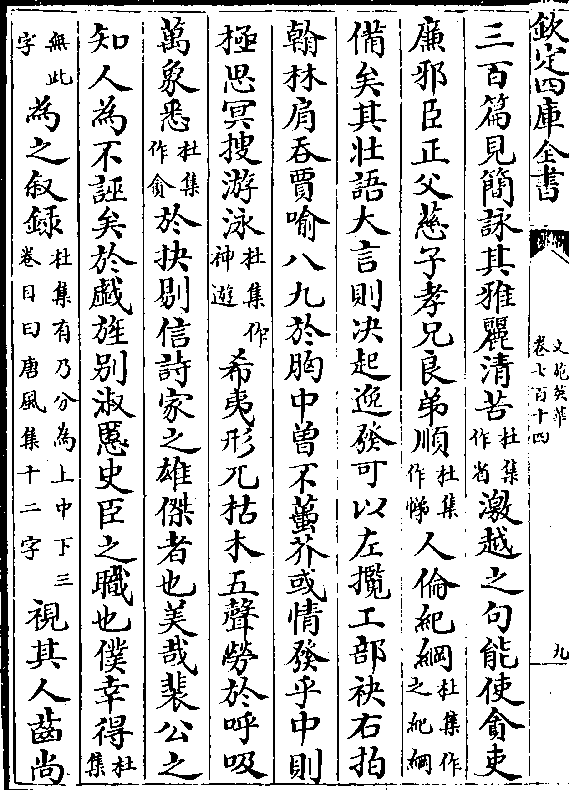 欽定四庫全書
文苑英華
卷七百十四
九
三百篇見簡詠其雅麗清苦杜集作省激越之句能使貪吏
廉邪臣正父慈子孝兄良弟順杜集作悌人倫紀綱杜集作之紀綱
備矣其壯語大言則決起逸發可以左攬工部袂右拍
翰林肩吞賈喻八九於胸中曾不蠆芥或情發乎中則
極思冥搜游泳杜集作神遊希夷形兀枯木五聲勞於呼吸
萬象悉杜集作貪於抉剔信詩家之雄傑者也美哉裴公之
知人為不誣矣於戲旌别淑慝史臣之職也僕幸得杜集
無此字為之叙録杜集有乃分為上中下三卷目曰唐風集十二字視其人齒尚